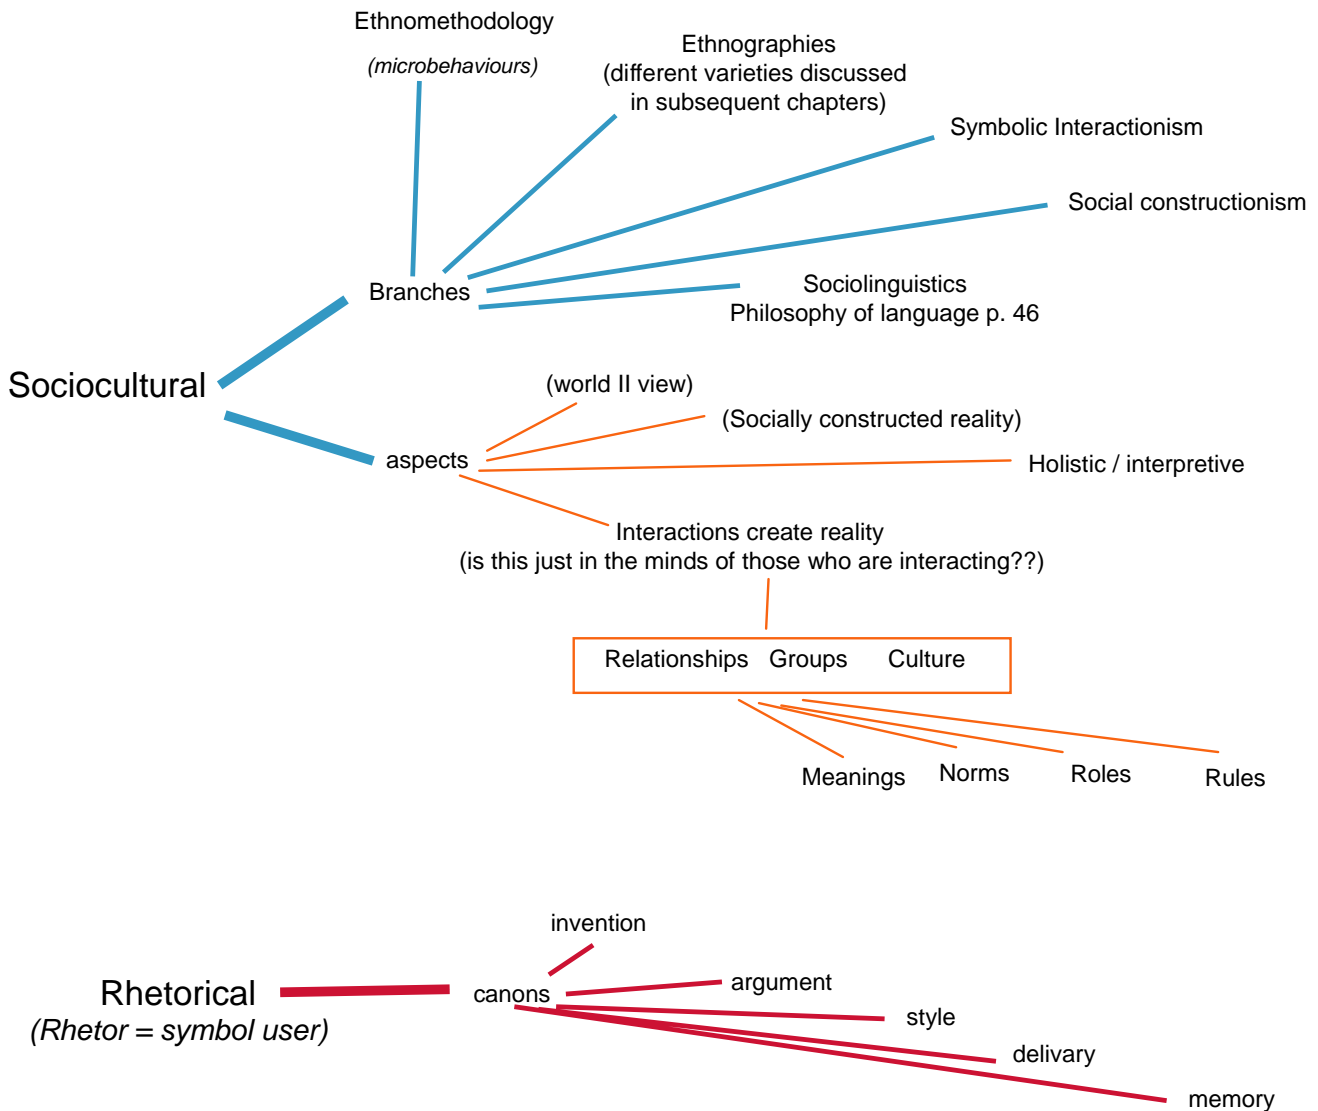 Ethnomethodology
(microbehaviours)
Ethnographies
(different varieties discussed
in subsequent chapters)
Symbolic Interactionism
Social constructionism
Branches
Sociolinguistics
Philosophy of language p. 46
Sociocultural
(world II view)
(Socially constructed reality)
aspects
Holistic / interpretive
Interactions create reality
(is this just in the minds of those who are interacting??)
Relationships Groups Culture
Meanings Norms Roles Rules
invention
Rhetorical
(Rhetor = symbol user)
canons
argument
style
delivary
memory